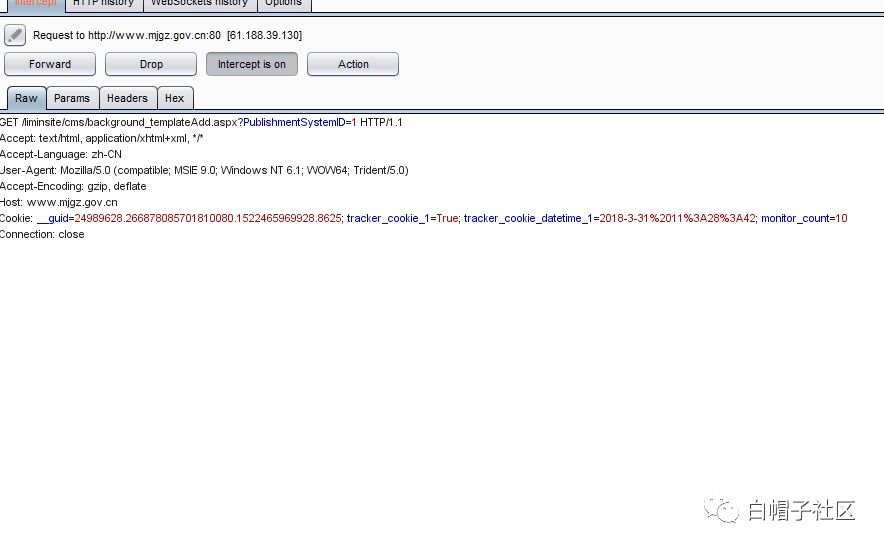 Intercept HTTP history WebSockets history Options
Request to http://www.mjgz.gov.cn:80 [61.188.39.130]
Forward Drop Intercept is on Action
Raw Params Headers Hex
GET /liminsite/cms/background_templateAdd.aspx?PublishmentSystemID=1 HTTP/1.1
Accept: text/html, application/xhtml+xml, */*
Accept-Language: zh-CN
User-Agent: Mozilla/5.0 (compatible; MSIE 9.0; Windows NT 6.1; WOW64; Trident/5.0)
Accept-Encoding: gzip, deflate
Host: www.mjgz.gov.cn
Cookie: __guid=24989628.266878085701810080.1522465969928.8625; tracker_cookie_1=True; tracker_cookie_datetime_1=2018-3-31%2011%3A28%3A42; monitor_count=10
Connection: close
白帽子社区